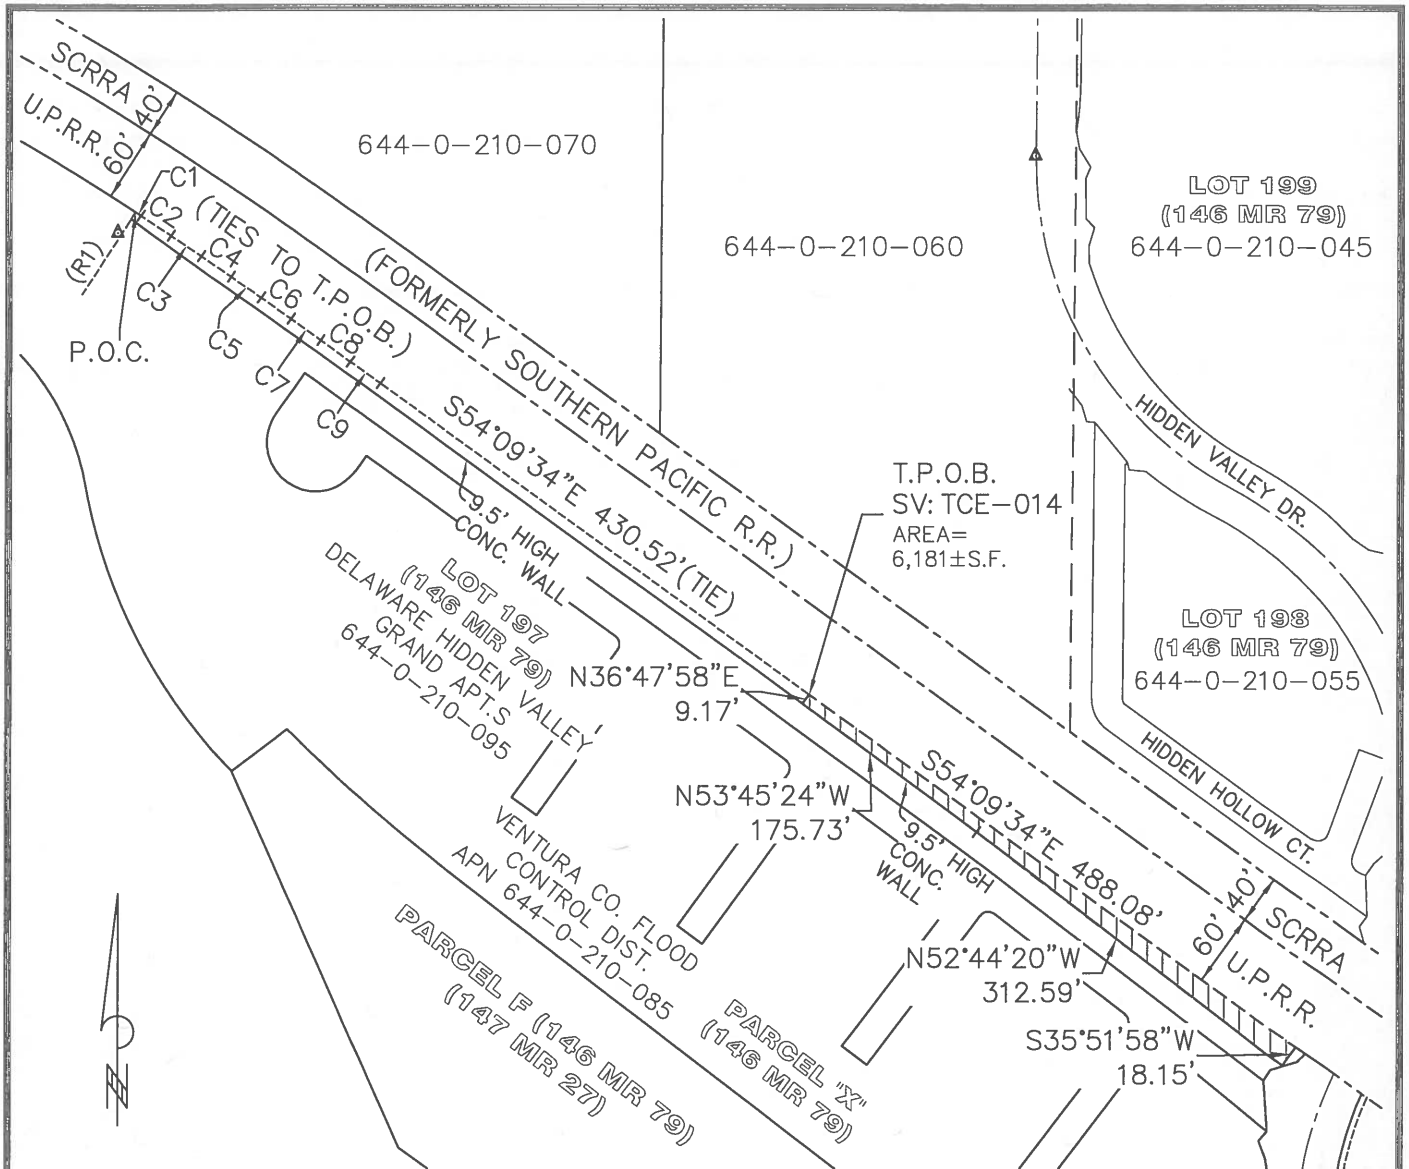 SCRRA
40'
U.P.R.R.
60'
644-0-210-070
C1
C2
(TIES TO T.P.O.B.)
(R1)
C3
C4
C5
C6
C7
C8
C9
P.O.C.
(FORMERLY SOUTHERN PACIFIC R.R.)
644-0-210-060
LOT 199
(146 MR 79)
644-0-210-045
HIDDEN VALLEY DR.
S54°09'34"E 430.52'(TIE)
9.5' HIGH
CONC. WALL
T.P.O.B.
SV: TCE-014
AREA=
6,181±S.F.
LOT 197
(146 MR 79)
DELAWARE HIDDEN VALLEY
GRAND APT.S
644-0-210-095
N36°47'58"E
9.17'
LOT 198
(146 MR 79)
644-0-210-055
HIDDEN HOLLOW CT.
N53°45'24"W
175.73'
S54°09'34"E 488.08'
9.5' HIGH
CONC.
WALL
VENTURA CO. FLOOD
CONTROL DIST.
APN 644-0-210-085
PARCEL F (146 MR 79)
(147 MR 27)
PARCEL "X"
(146 MR 79)
N52°44'20"W
312.59'
40'
60'
SCRRA
U.P.R.R.
S35°51'58"W
18.15'
N